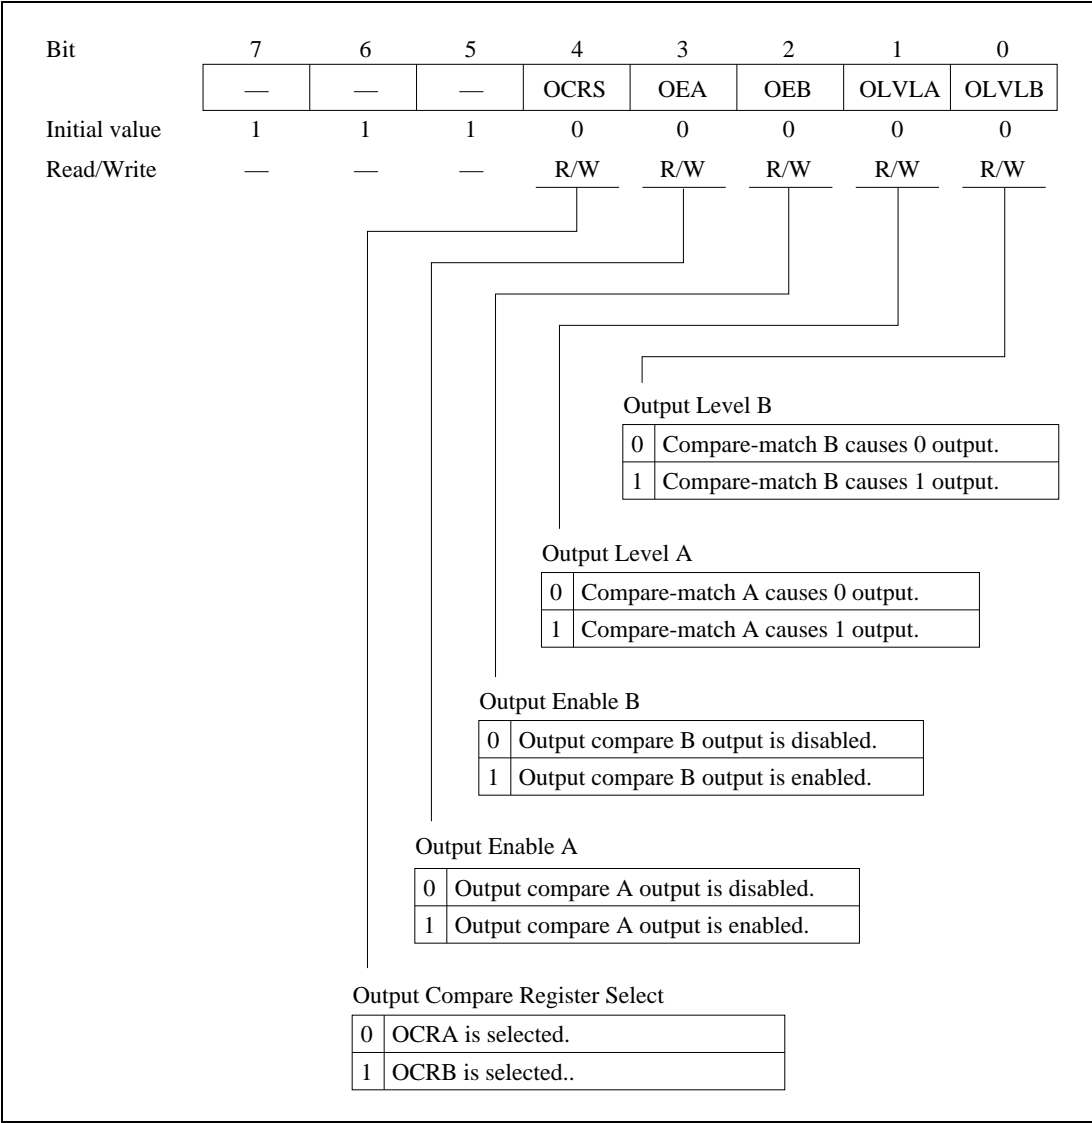 Bit 7 6 5 4 3 2 1 0
— — — OCRS OEA OEB OLVLA OLVLB
Initial value 1 1 1 0 0 0 0 0
Read/Write — — — R/W R/W R/W R/W R/W
Output Level B
0 Compare-match B causes 0 output.
1 Compare-match B causes 1 output.
Output Level A
0 Compare-match A causes 0 output.
1 Compare-match A causes 1 output.
Output Enable B
0 Output compare B output is disabled.
1 Output compare B output is enabled.
Output Enable A
0 Output compare A output is disabled.
1 Output compare A output is enabled.
Output Compare Register Select
0 OCRA is selected.
1 OCRB is selected..